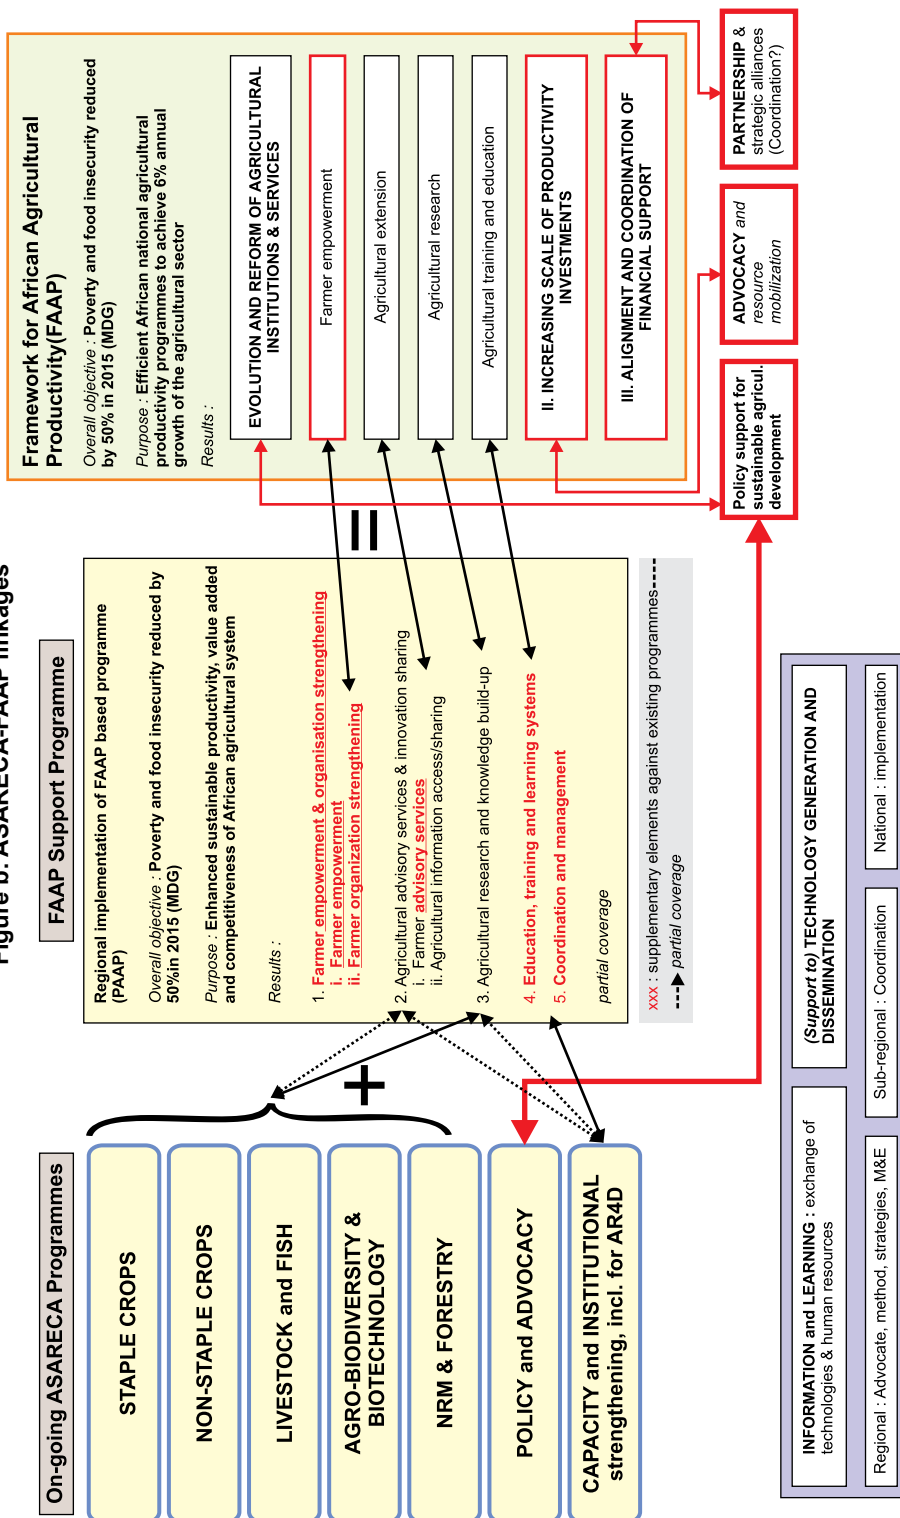 Figure b. ASARECA-FAAP linkages
On-going ASARECA Programmes
STAPLE CROPS
NON-STAPLE CROPS
LIVESTOCK and FISH
AGRO-BIODIVERSITY &
BIOTECHNOLOGY
NRM & FORESTRY
POLICY and ADVOCACY
CAPACITY and INSTITUTIONAL
strengthening, incl. for AR4D
+
FAAP Support Programme
Regional implementation of FAAP based programme
(PAAP)
Overall objective : Poverty and food insecurity reduced by
50%in 2015 (MDG)
Purpose : Enhanced sustainable productivity, value added
and competitiveness of African agricultural system
Results :
1. Farmer empowerment & organisation strengthening
i. Farmer empowerment
ii. Farmer organization strengthening
2. Agricultural advisory services & innovation sharing
i. Farmer advisory services
ii. Agricultural information access/sharing
3. Agricultural research and knowledge build-up
4. Education, training and learning systems
5. Coordination and management
partial coverage
xxx : supplementary elements against existing programmes
partial coverage
=
Framework for African Agricultural
Productivity(FAAP)
Overall objective : Poverty and food insecurity reduced
by 50% in 2015 (MDG)
Purpose : Efficient African national agricultural
productivity programmes to achieve 6% annual
growth of the agricultural sector
Results :
EVOLUTION AND REFORM OF AGRICULTURAL
INSTITUTIONS & SERVICES
Farmer empowerment
Agricultural extension
Agricultural research
Agricultural training and education
II. INCREASING SCALE OF PRODUCTIVITY
INVESTMENTS
III. ALIGNMENT AND COORDINATION OF
FINANCIAL SUPPORT
Policy support for
sustainable agricul.
development
ADVOCACY and
resource
mobilization
PARTNERSHIP &
strategic alliances
(Coordination?)
INFORMATION and LEARNING : exchange of
technologies & human resources
(Support to) TECHNOLOGY GENERATION AND
DISSEMINATION
Regional : Advocate, method, strategies, M&E
Sub-regional : Coordination
National : implementation